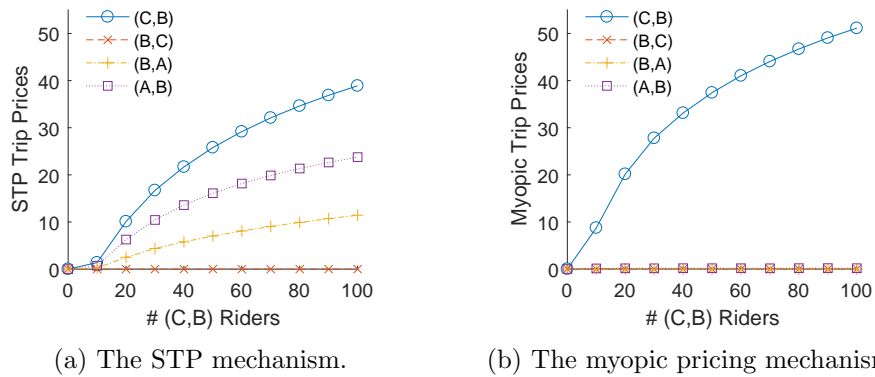 (C,B)
(B,C)
(B,A)
(A,B)
50
40
30
20
10
0
STP Trip Prices
0 20 40 60 80 100
# (C,B) Riders
(a) The STP mechanism.
(C,B)
(B,C)
(B,A)
(A,B)
50
40
30
20
10
0
Myopic Trip Prices
0 20 40 60 80 100
# (C,B) Riders
(b) The myopic pricing mechanism